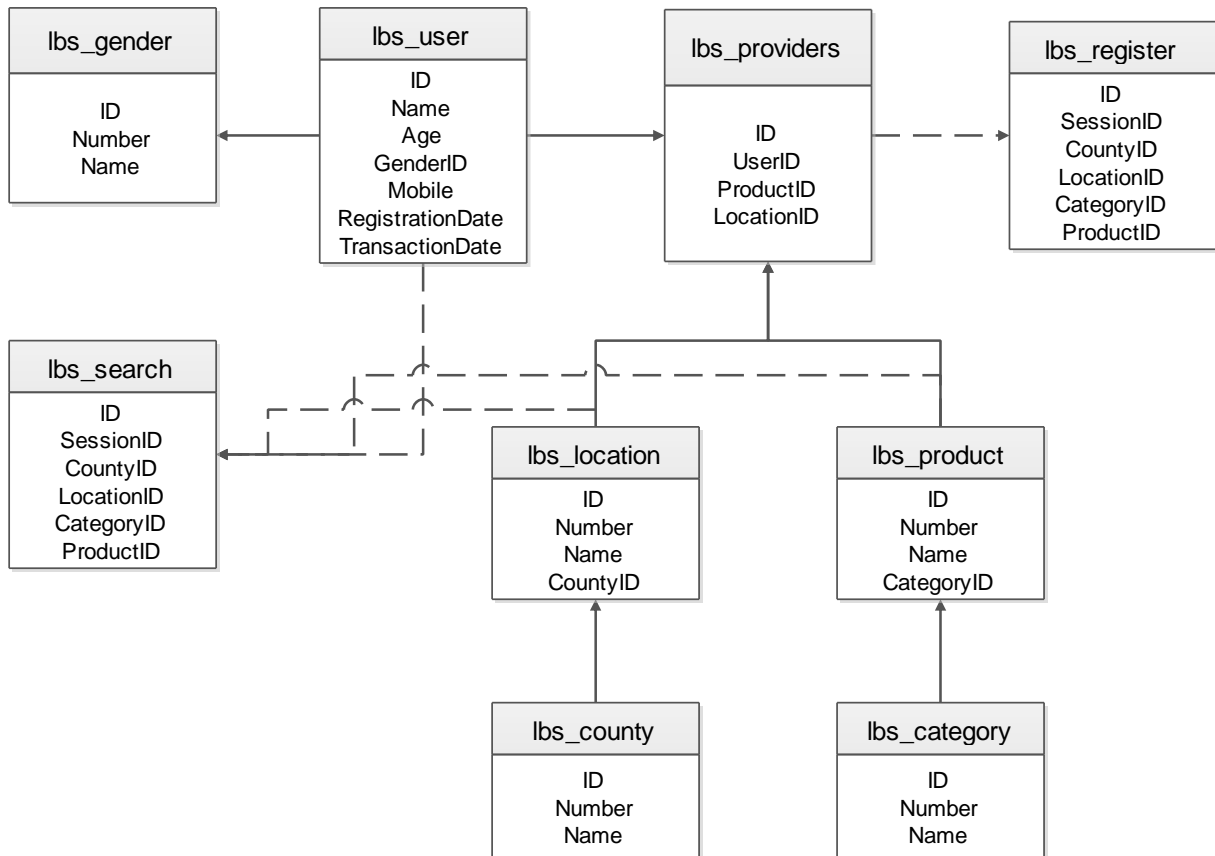 lbs_gender
ID
Number
Name
lbs_user
ID
Name
Age
GenderID
Mobile
RegistrationDate
TransactionDate
lbs_providers
ID
UserID
ProductID
LocationID
lbs_register
ID
SessionID
CountyID
LocationID
CategoryID
ProductID
lbs_search
ID
SessionID
CountyID
LocationID
CategoryID
ProductID
lbs_location
ID
Number
Name
CountyID
lbs_product
ID
Number
Name
CategoryID
lbs_county
ID
Number
Name
lbs_category
ID
Number
Name